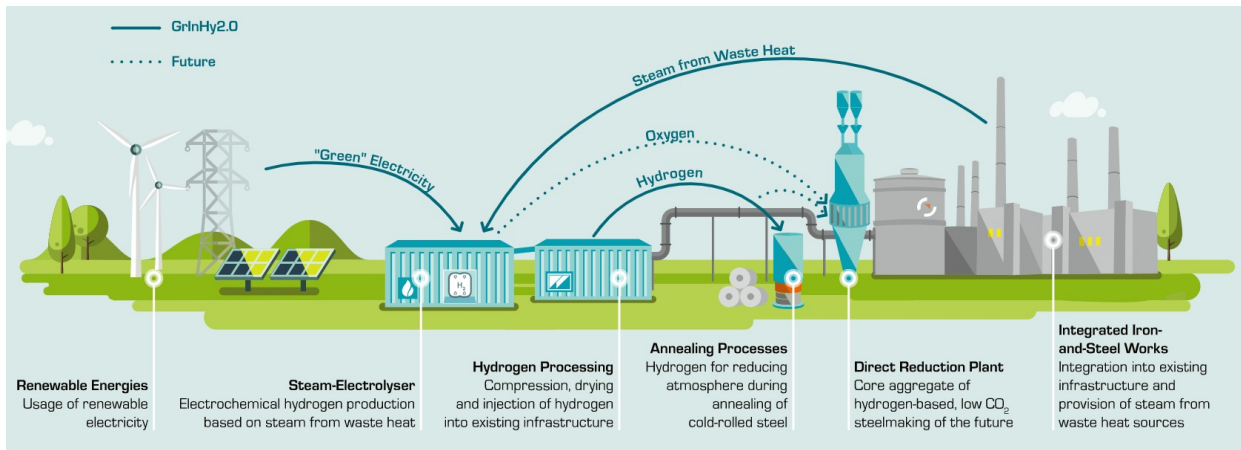 GrInHy2.0
Future
"Green" Electricity
Steam from Waste Heat
Oxygen
Hydrogen
H2
Renewable Energies
Usage of renewable
electricity
Steam-Electrolyser
Electrochemical hydrogen production
based on steam from waste heat
Hydrogen Processing
Compression, drying
and injection of hydrogen
into existing infrastructure
Annealing Processes
Hydrogen for reducing
atmosphere during
annealing of
cold-rolled steel
Direct Reduction Plant
Core aggregate of
hydrogen-based, low CO2
steelmaking of the future
Integrated Iron-
and-Steel Works
Integration into existing
infrastructure and
provision of steam from
waste heat sources